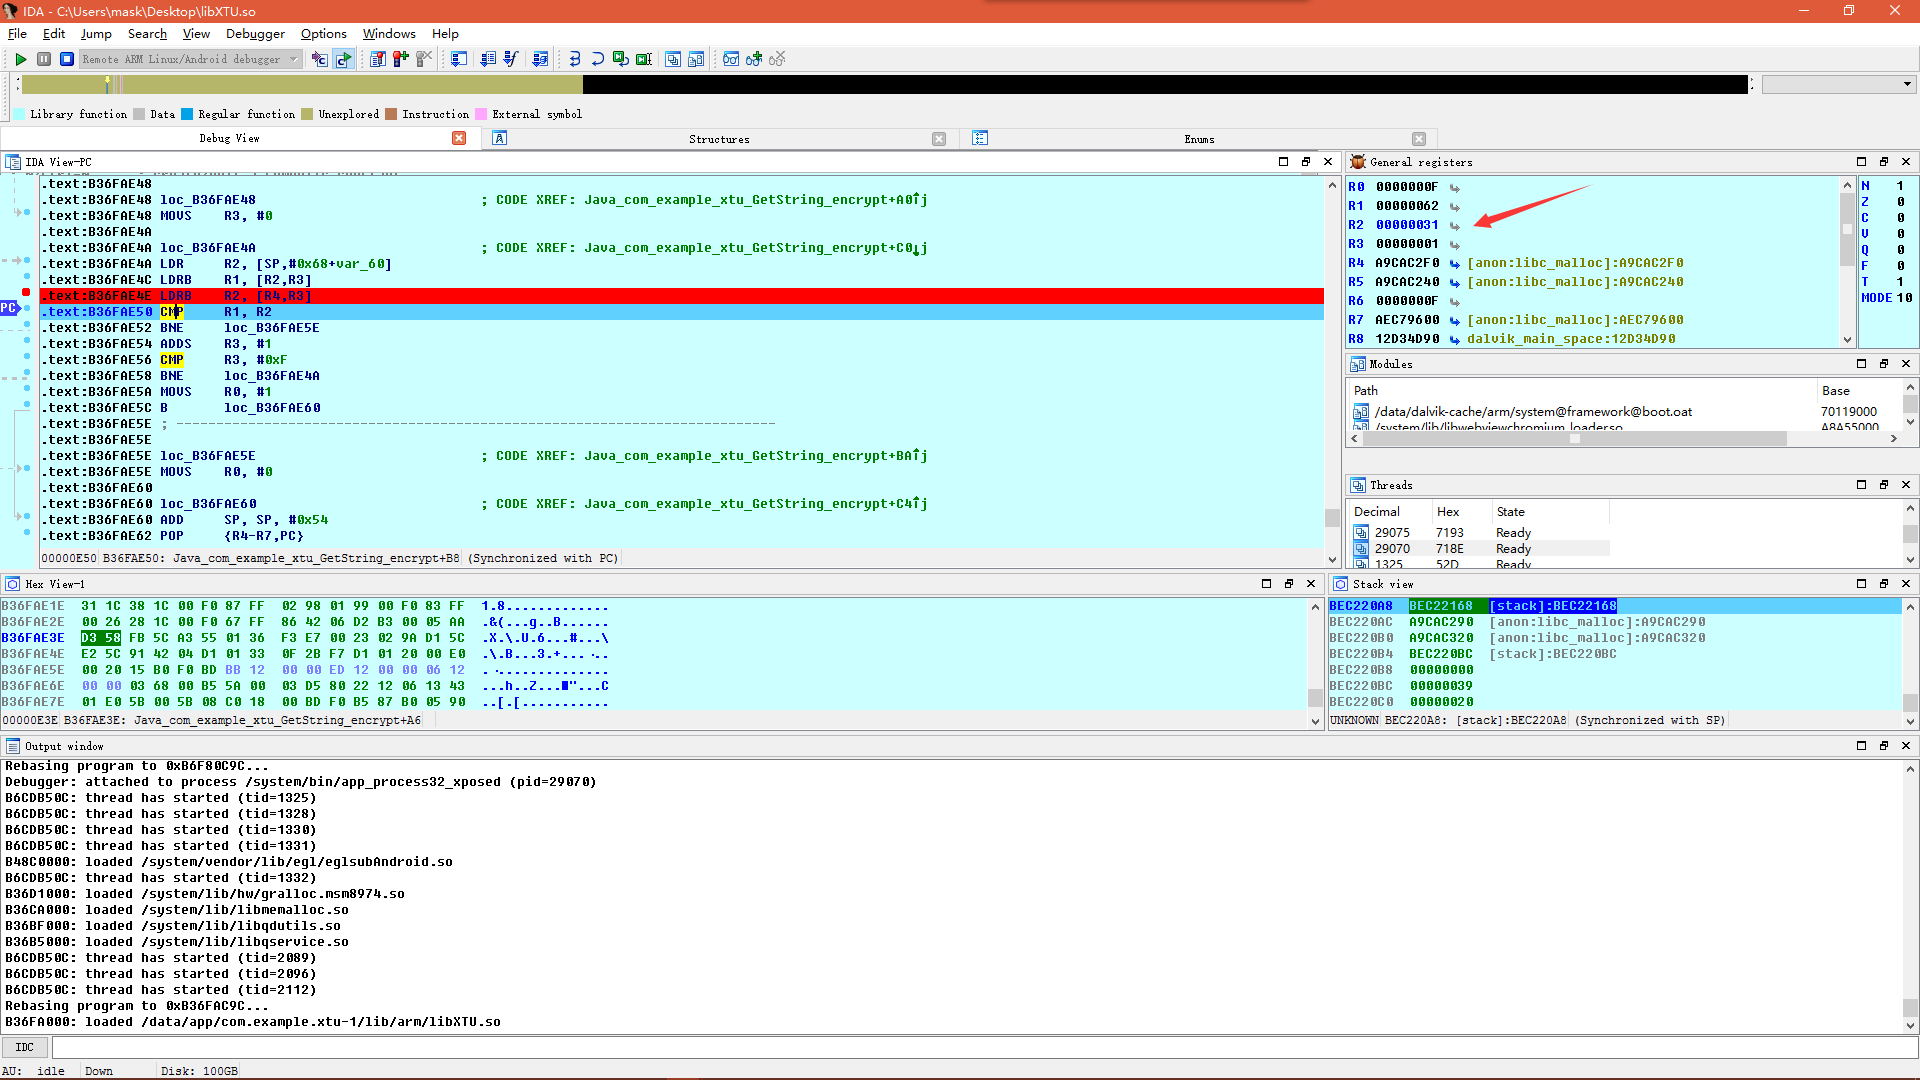 IDA - C:\Users\mask\Desktop\libXTU.so
File Edit Jump Search View Debugger Options Windows Help
Remote ARM Linux/Android debugger
Library function Data Regular function Unexplored Instruction External symbol
Debug View Structures Enums
IDA View-PC
.text:B36FAE48
.text:B36FAE48 loc_B36FAE48 ; CODE XREF: Java_com_example_xtu_GetString_encrypt+A0↑j
.text:B36FAE48 MOVS R3, #0
.text:B36FAE4A
.text:B36FAE4A loc_B36FAE4A ; CODE XREF: Java_com_example_xtu_GetString_encrypt+C0↓j
.text:B36FAE4A LDR R2, [SP,#0x68+var_60]
.text:B36FAE4C LDRB R1, [R2,R3]
.text:B36FAE4E LDRB R2, [R4,R3]
PC
.text:B36FAE50 CMP R1, R2
.text:B36FAE52 BNE loc_B36FAE5E
.text:B36FAE54 ADDS R3, #1
.text:B36FAE56 CMP R3, #0xF
.text:B36FAE58 BNE loc_B36FAE4A
.text:B36FAE5A MOVS R0, #1
.text:B36FAE5C B loc_B36FAE60
.text:B36FAE5E ; ---------------------------------------------------------------------------
.text:B36FAE5E
.text:B36FAE5E loc_B36FAE5E ; CODE XREF: Java_com_example_xtu_GetString_encrypt+BA↑j
.text:B36FAE5E MOVS R0, #0
.text:B36FAE60
.text:B36FAE60 loc_B36FAE60 ; CODE XREF: Java_com_example_xtu_GetString_encrypt+C4↑j
.text:B36FAE60 ADD SP, SP, #0x54
.text:B36FAE62 POP {R4-R7,PC}
00000E50 B36FAE50: Java_com_example_xtu_GetString_encrypt+B8 (Synchronized with PC)
General registers
R0 0000000F
R1 00000062
R2 00000031
R3 00000001
R4 A9CAC2F0 [anon:libc_malloc]:A9CAC2F0
R5 A9CAC240 [anon:libc_malloc]:A9CAC240
R6 0000000F
R7 AEC79600 [anon:libc_malloc]:AEC79600
R8 12D34D90 dalvik_main_space:12D34D90
N 1
Z 0
C 0
V 0
Q 0
F 0
T 1
MODE 10
Modules
Path Base
/data/dalvik-cache/arm/system@framework@boot.oat 70119000
/system/lib/libwebviewchromium_loader.so A8A55000
Threads
Decimal Hex State
29075 7193 Ready
29070 718E Ready
1325 52D Ready
Hex View-1
B36FAE1E 31 1C 38 1C 00 F0 87 FF 02 98 01 99 00 F0 83 FF 1.8.............
B36FAE2E 00 26 28 1C 00 F0 67 FF 86 42 06 D2 B3 00 05 AA .&(...g..B......
B36FAE3E D3 58 FB 5C A3 55 01 36 F3 E7 00 23 02 9A D1 5C .X.\.U.6...#...\
B36FAE4E E2 5C 91 42 04 D1 01 33 0F 2B F7 D1 01 20 00 E0 .\.B...3.+... ..
B36FAE5E 00 20 15 B0 F0 BD BB 12 00 00 ED 12 00 00 06 12 . ..............
B36FAE6E 00 00 03 68 00 B5 5A 00 03 D5 80 22 12 06 13 43 ...h..Z...."...C
B36FAE7E 01 E0 5B 00 5B 08 C0 18 00 BD F0 B5 87 B0 05 90 ..[.[...........
00000E3E B36FAE3E: Java_com_example_xtu_GetString_encrypt+A6
Stack view
BEC220A8 BEC22168 [stack]:BEC22168
BEC220AC A9CAC290 [anon:libc_malloc]:A9CAC290
BEC220B0 A9CAC320 [anon:libc_malloc]:A9CAC320
BEC220B4 BEC220BC [stack]:BEC220BC
BEC220B8 00000000
BEC220BC 00000039
BEC220C0 00000020
UNKNOWN BEC220A8: [stack]:BEC220A8 (Synchronized with SP)
Output window
Rebasing program to 0xB6F80C9C...
Debugger: attached to process /system/bin/app_process32_xposed (pid=29070)
B6CDB50C: thread has started (tid=1325)
B6CDB50C: thread has started (tid=1328)
B6CDB50C: thread has started (tid=1330)
B6CDB50C: thread has started (tid=1331)
B48C0000: loaded /system/vendor/lib/egl/eglsubAndroid.so
B6CDB50C: thread has started (tid=1332)
B36D1000: loaded /system/lib/hw/gralloc.msm8974.so
B36CA000: loaded /system/lib/libmemalloc.so
B36BF000: loaded /system/lib/libqdutils.so
B36B5000: loaded /system/lib/libqservice.so
B6CDB50C: thread has started (tid=2089)
B6CDB50C: thread has started (tid=2096)
B6CDB50C: thread has started (tid=2112)
Rebasing program to 0xB36FAC9C...
B36FA000: loaded /data/app/com.example.xtu-1/lib/arm/libXTU.so
IDC
AU: idle Down Disk: 100GB